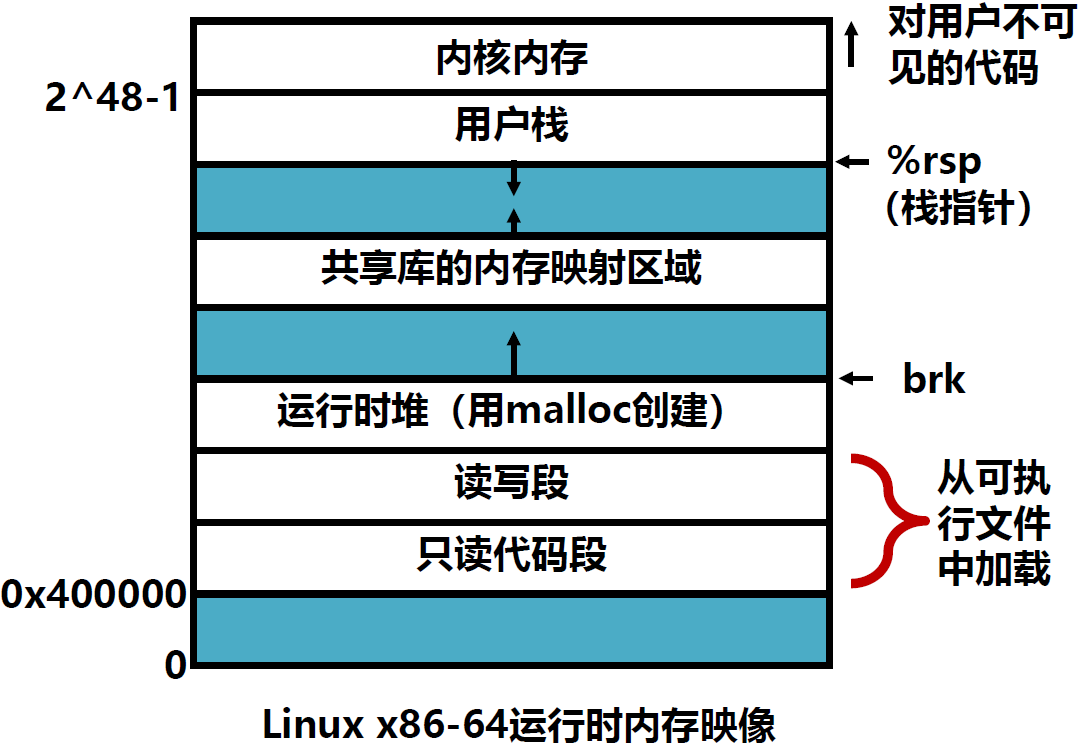 内核内存
对用户不可
见的代码
2^48-1
用户栈
%rsp
（栈指针）
共享库的内存映射区域
brk
运行时堆（用malloc创建）
读写段
从可执
行文件
中加载
只读代码段
0x400000
0
Linux x86-64运行时内存映像